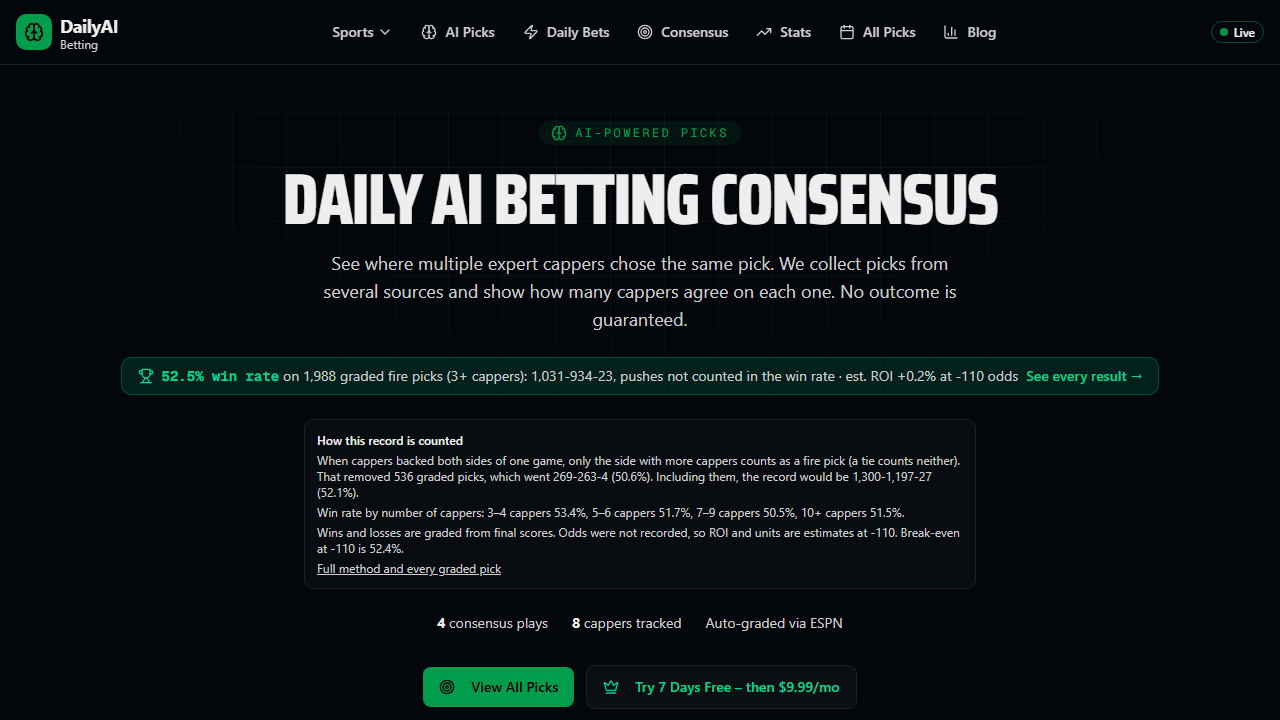 DailyAI
Betting
Sports
AI Picks
Daily Bets
Consensus
Stats
All Picks
Blog
Live
AI-POWERED PICKS
DAILY AI BETTING CONSENSUS
See where multiple expert cappers chose the same pick. We collect picks from
several sources and show how many cappers agree on each one. No outcome is
guaranteed.
52.5% win rate on 1,988 graded fire picks (3+ cappers): 1,031-934-23, pushes not counted in the win rate · est. ROI +0.2% at -110 odds See every result →
How this record is counted
When cappers backed both sides of one game, only the side with more cappers counts as a fire pick (a tie counts neither).
That removed 536 graded picks, which went 269-263-4 (50.6%). Including them, the record would be 1,300-1,197-27
(52.1%).
Win rate by number of cappers: 3–4 cappers 53.4%, 5–6 cappers 51.7%, 7–9 cappers 50.5%, 10+ cappers 51.5%.
Wins and losses are graded from final scores. Odds were not recorded, so ROI and units are estimates at -110. Break-even
at -110 is 52.4%.
Full method and every graded pick
4 consensus plays
8 cappers tracked
Auto-graded via ESPN
View All Picks
Try 7 Days Free – then $9.99/mo